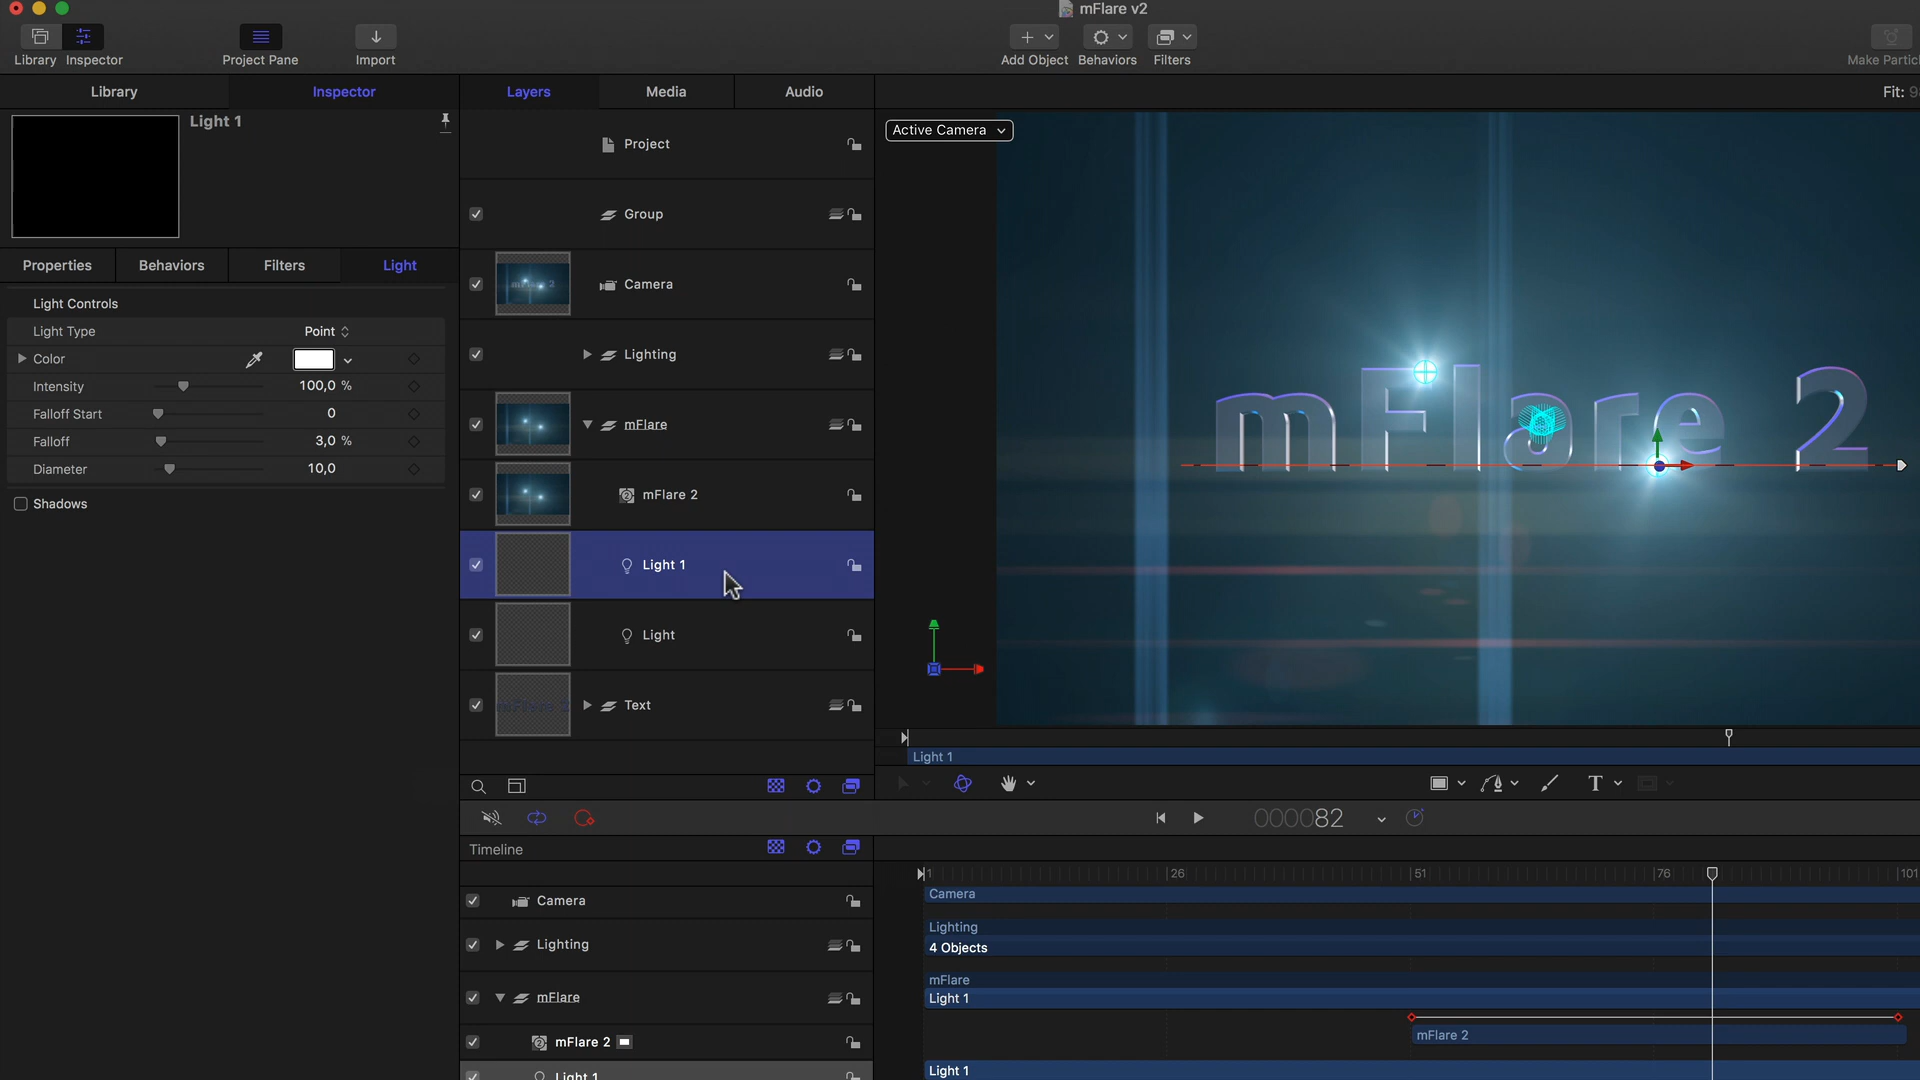 mFlare v2
Library
Inspector
Project Pane
Import
Add Object
Behaviors
Filters
Make Partic
Library
Inspector
Layers
Media
Audio
Fit: 9
Light 1
Active Camera
Project
Group
Camera
Lighting
mFlare
mFlare 2
Light 1
Light
Text
Properties
Behaviors
Filters
Light
Light Controls
Light Type
Point
Color
Intensity
100,0 %
Falloff Start
0
Falloff
3,0 %
Diameter
10,0
Shadows
mFlare 2
Light 1
T
000082
Timeline
1
26
51
76
101
Camera
Camera
Lighting
Lighting
4 Objects
mFlare
mFlare
Light 1
mFlare 2
mFlare 2
Light 1
Light 1